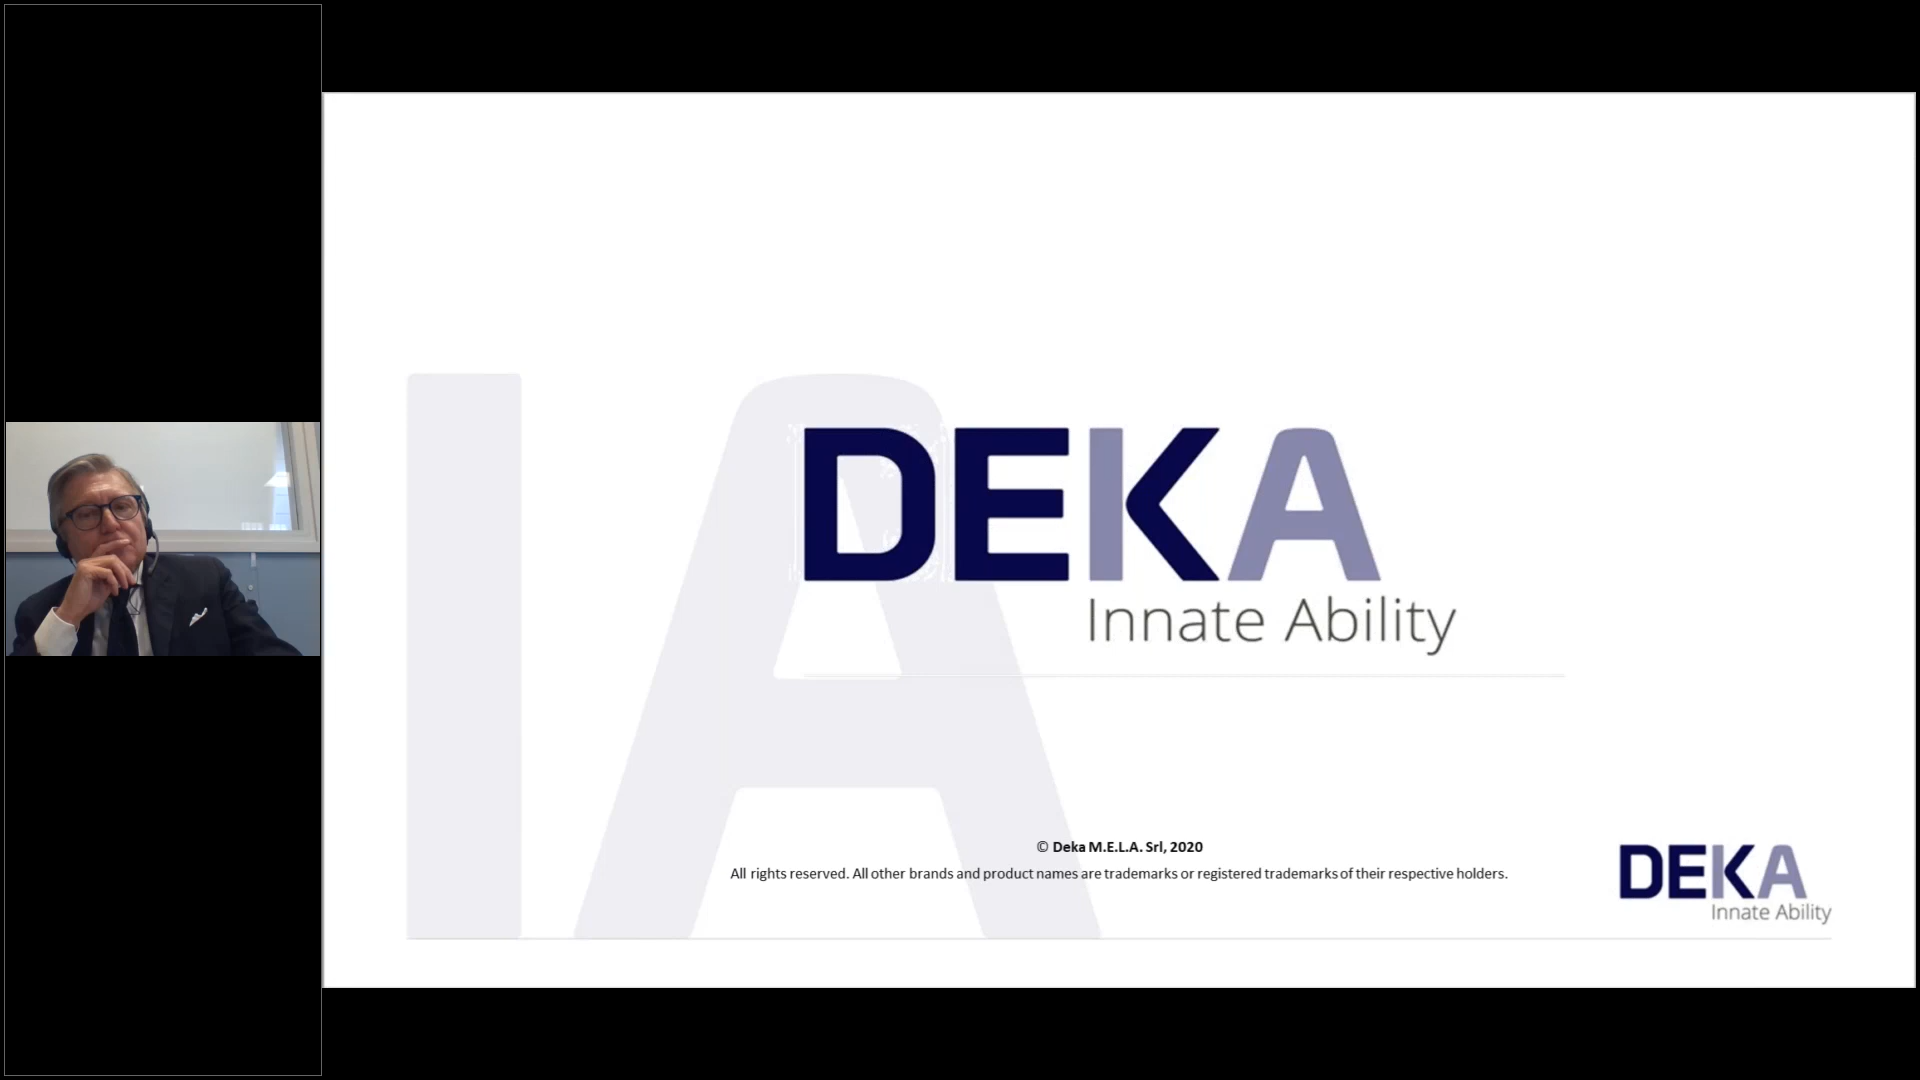 IA
DEKA
Innate Ability
© Deka M.E.L.A. Srl, 2020
All rights reserved. All other brands and product names are trademarks or registered trademarks of their respective holders.
DEKA
Innate Ability